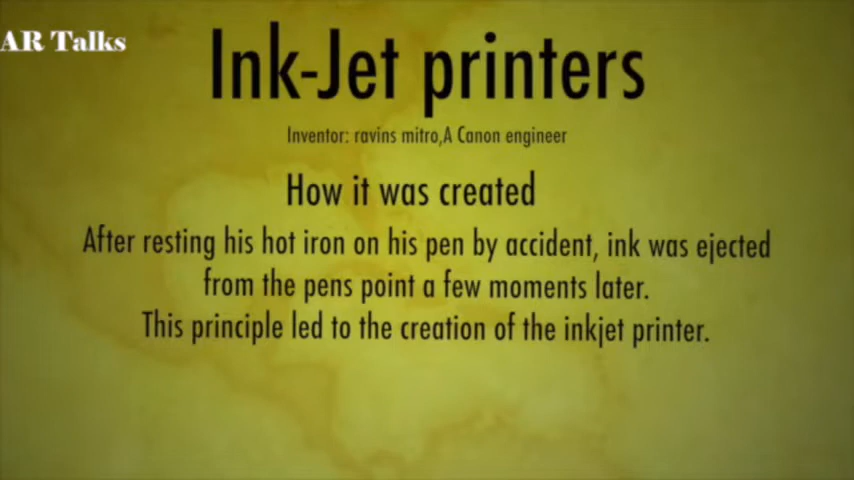 AR Talks
Ink-Jet printers
Inventor: ravins mitro,A Canon engineer
How it was created
After resting his hot iron on his pen by accident, ink was ejected
from the pens point a few moments later.
This principle led to the creation of the inkjet printer.